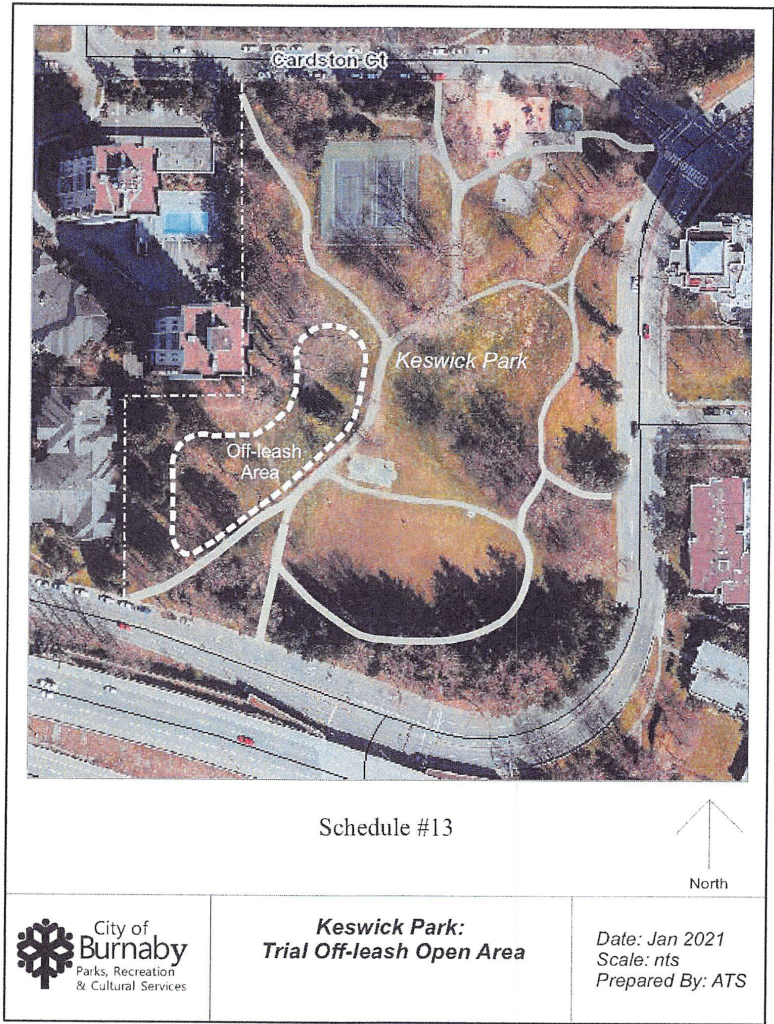 Cardston Ct
Keswick Park
Off-leash
Area
Schedule #13
North
City of
Burnaby
Parks, Recreation
& Cultural Services
Keswick Park:
Trial Off-leash Open Area
Date: Jan 2021
Scale: nts
Prepared By: ATS